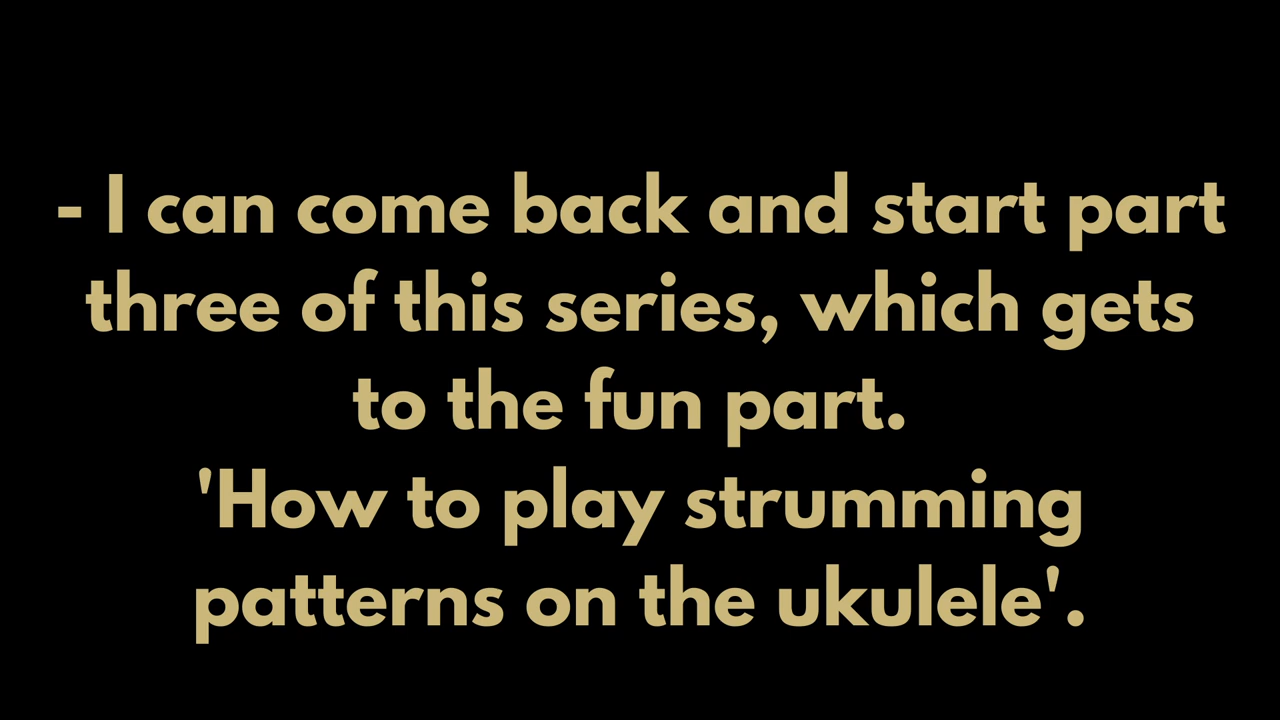 - I can come back and start part
three of this series, which gets
to the fun part.
'How to play strumming
patterns on the ukulele'.